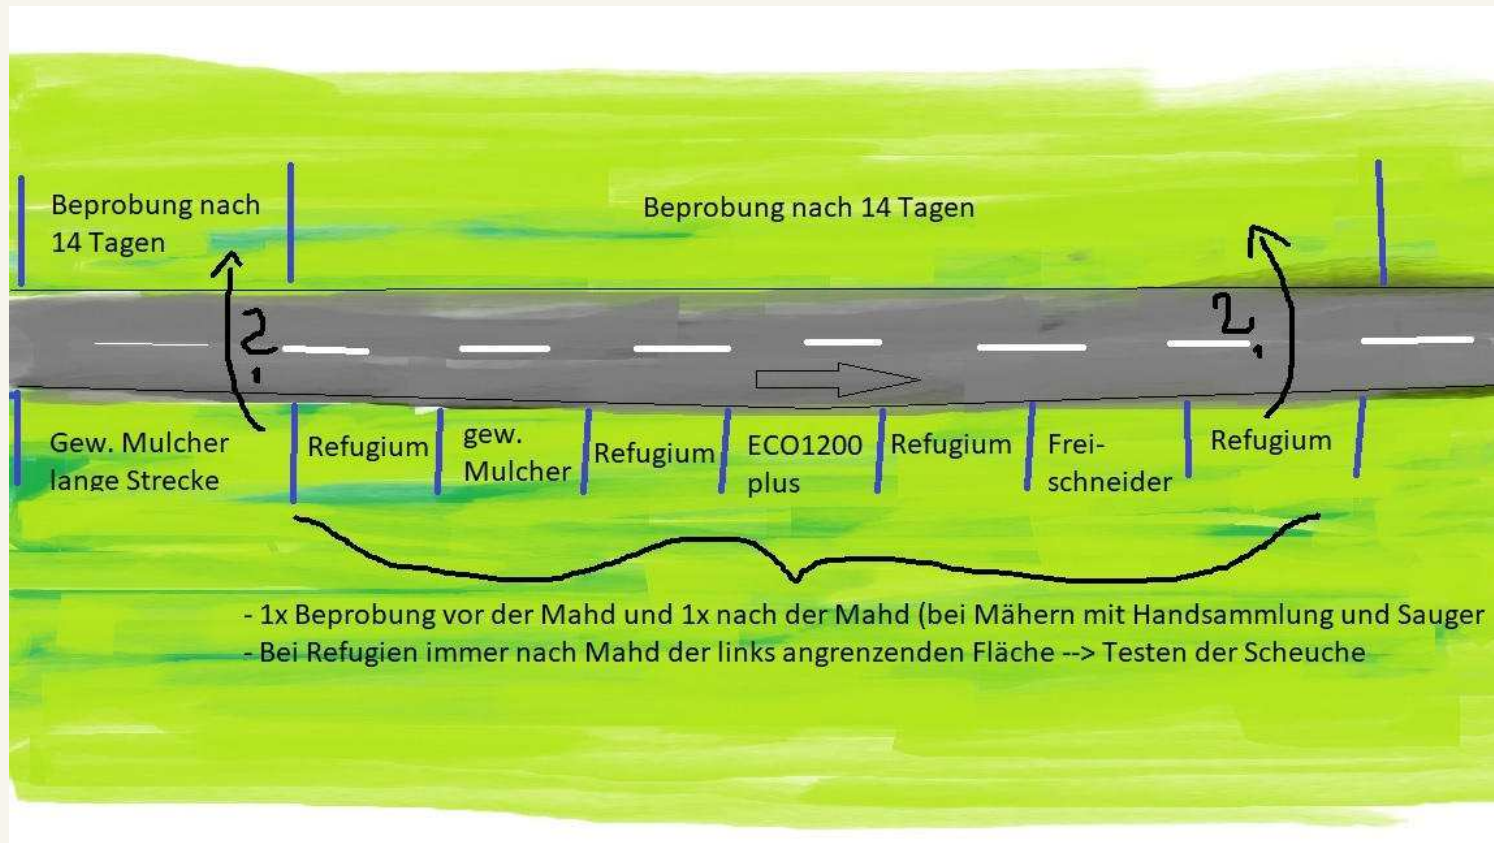 Beprobung nach
14 Tagen
Beprobung nach 14 Tagen
2.
1
2.
1
Gew. Mulcher
lange Strecke
Refugium
gew.
Mulcher
Refugium
ECO1200
plus
Refugium
Frei-
schneider
Refugium
- 1x Beprobung vor der Mahd und 1x nach der Mahd (bei Mähern mit Handsammlung und Sauger
- Bei Refugien immer nach Mahd der links angrenzenden Fläche --> Testen der Scheuche